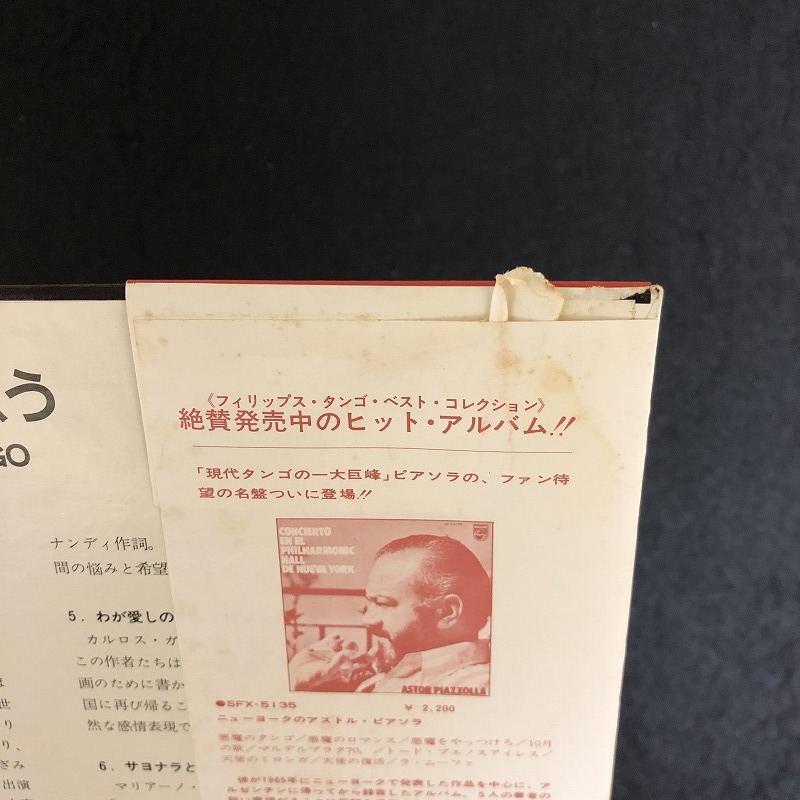 う
GO
ナンディ作詞。
間の悩みと希望
5. わが愛しの
カルロス・ガ
この作者たちは
画のために書か
国に再び帰るこ
然な感情表現で
6. サヨナラと
マリアーノ・
は
世
り
り、
ぎみ
出演
《フィリップス・タンゴ・ベスト・コレクション》
絶賛発売中のヒット・アルバム!!
「現代タンゴの一大巨峰」ピアソラの、ファン待
望の名盤ついに登場!!
CONCIERTO
EN EL
PHILHARMONIC
HALL
DE NUEVA YORK
PHILIPS
ASTOR PIAZZOLLA
●SFX-5135 ¥ 2,200
ニューヨークのアストル・ピアソラ
悪魔のタンゴ/悪魔のロマンス/悪魔をやっつけろ/10月
の歌/マルデルプラタ70、/トード・ブエノスアイレス/
天使のミロンガ/天使の復活/ラ・ムーファ
彼が1965年にニューヨークで発表した作品を中心に、ア
ルゼンチンに帰ってから録音したアルバム。5人の奏者の